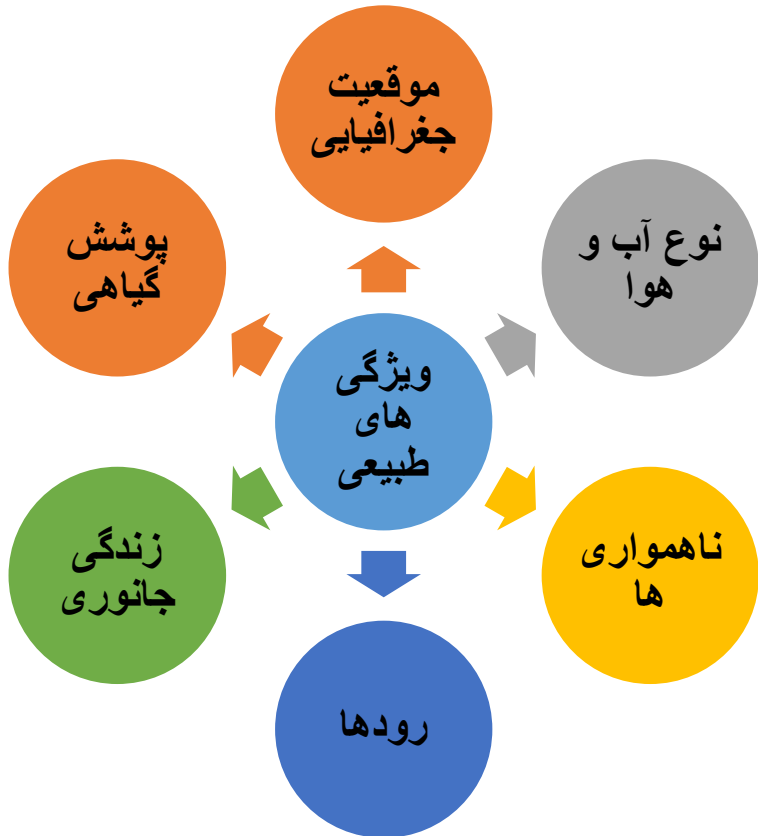 موقعیت
جغرافیایی
نوع آب و
هوا
ناهمواری
ها
رودها
زندگی
جانوری
پوشش
گیاهی
ویژگی
های
طبیعی